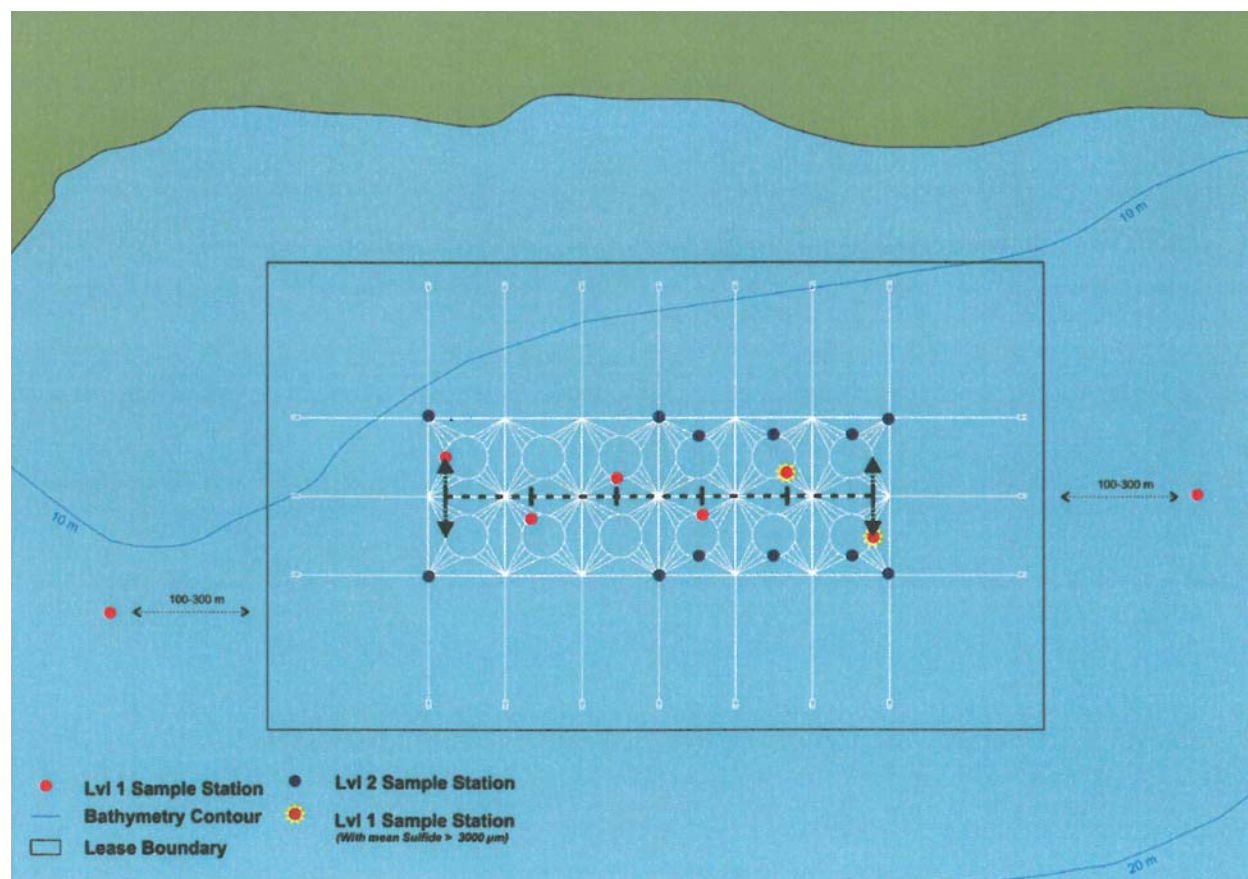 10 m
100-300 m
10 m
100-300 m
Lvl 1 Sample Station
Lvl 2 Sample Station
Bathymetry Contour
Lvl 1 Sample Station
(With mean Sulfide > 3000 µm)
Lease Boundary
20 m